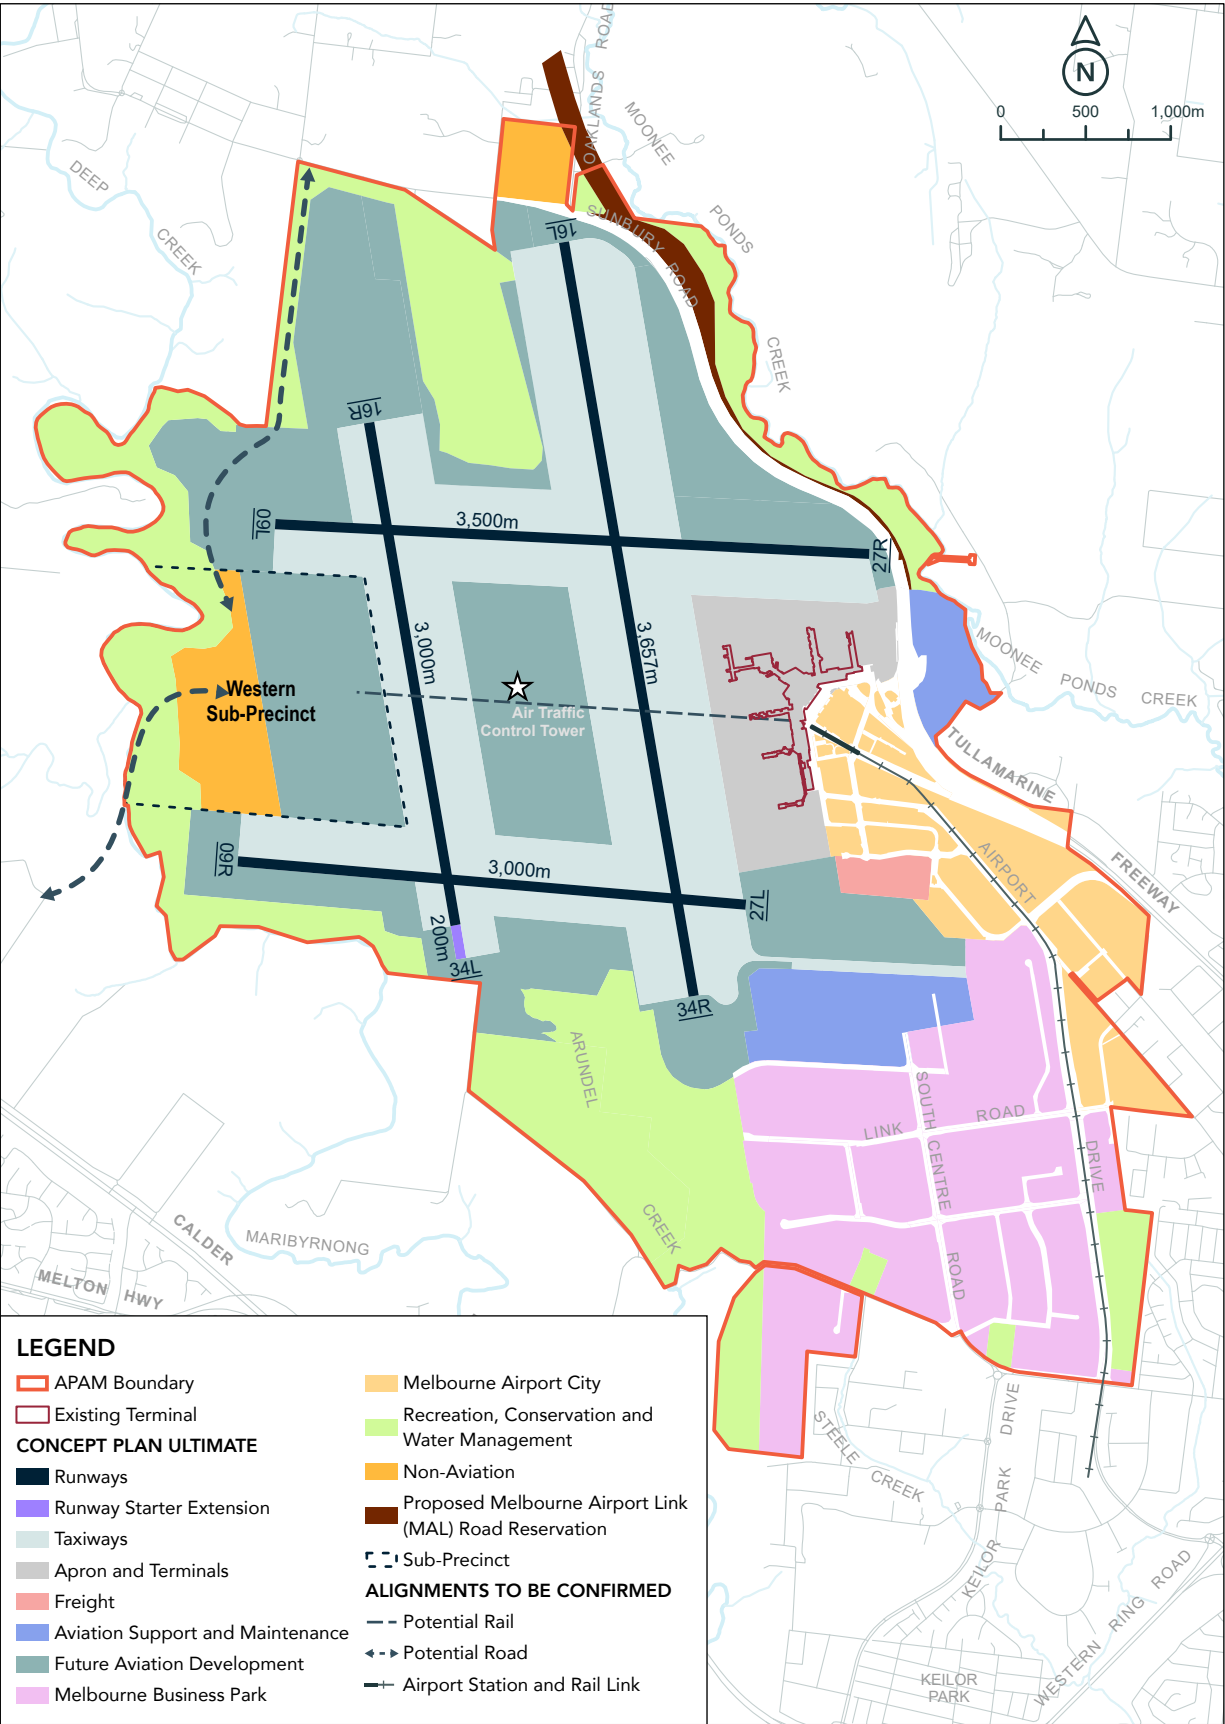 OAKLANDS ROAD
N
0 500 1,000m
MOONEE
PONDS
CREEK
DEEP
CREEK
SUNBURY ROAD
16L
16R
09L
3,500m
27R
3,000m
3,657m
MOONEE
PONDS CREEK
Western
Sub-Precinct
Air Traffic
Control Tower
TULLAMARINE
FREEWAY
AIRPORT
DRIVE
09R
3,000m
27L
200m
34L
34R
ARUNDEL
CREEK
SOUTH CENTRE
ROAD
LINK ROAD
CALDER
MARIBYRNONG
MELTON HWY
STEELE
CREEK
KEILOR PARK DRIVE
WESTERN RING ROAD
KEILOR
PARK
LEGEND
APAM Boundary
Existing Terminal
CONCEPT PLAN ULTIMATE
Runways
Runway Starter Extension
Taxiways
Apron and Terminals
Freight
Aviation Support and Maintenance
Future Aviation Development
Melbourne Business Park
Melbourne Airport City
Recreation, Conservation and
Water Management
Non-Aviation
Proposed Melbourne Airport Link
(MAL) Road Reservation
Sub-Precinct
ALIGNMENTS TO BE CONFIRMED
Potential Rail
Potential Road
Airport Station and Rail Link